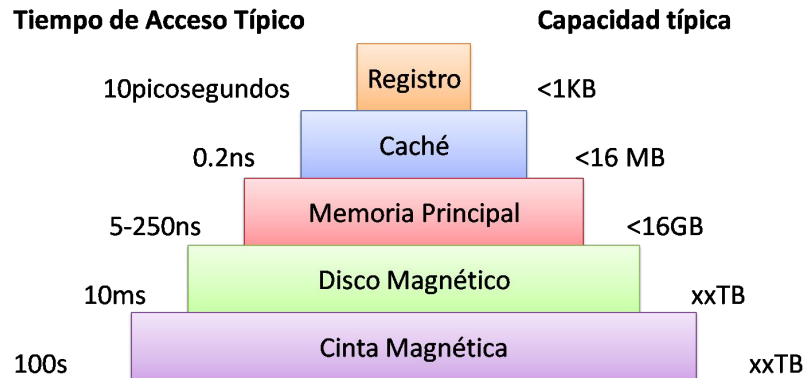 Tiempo de Acceso Típico Capacidad típica
10picosegundos Registro <1KB
0.2ns Caché <16 MB
5-250ns Memoria Principal <16GB
10ms Disco Magnético xxTB
100s Cinta Magnética xxTB